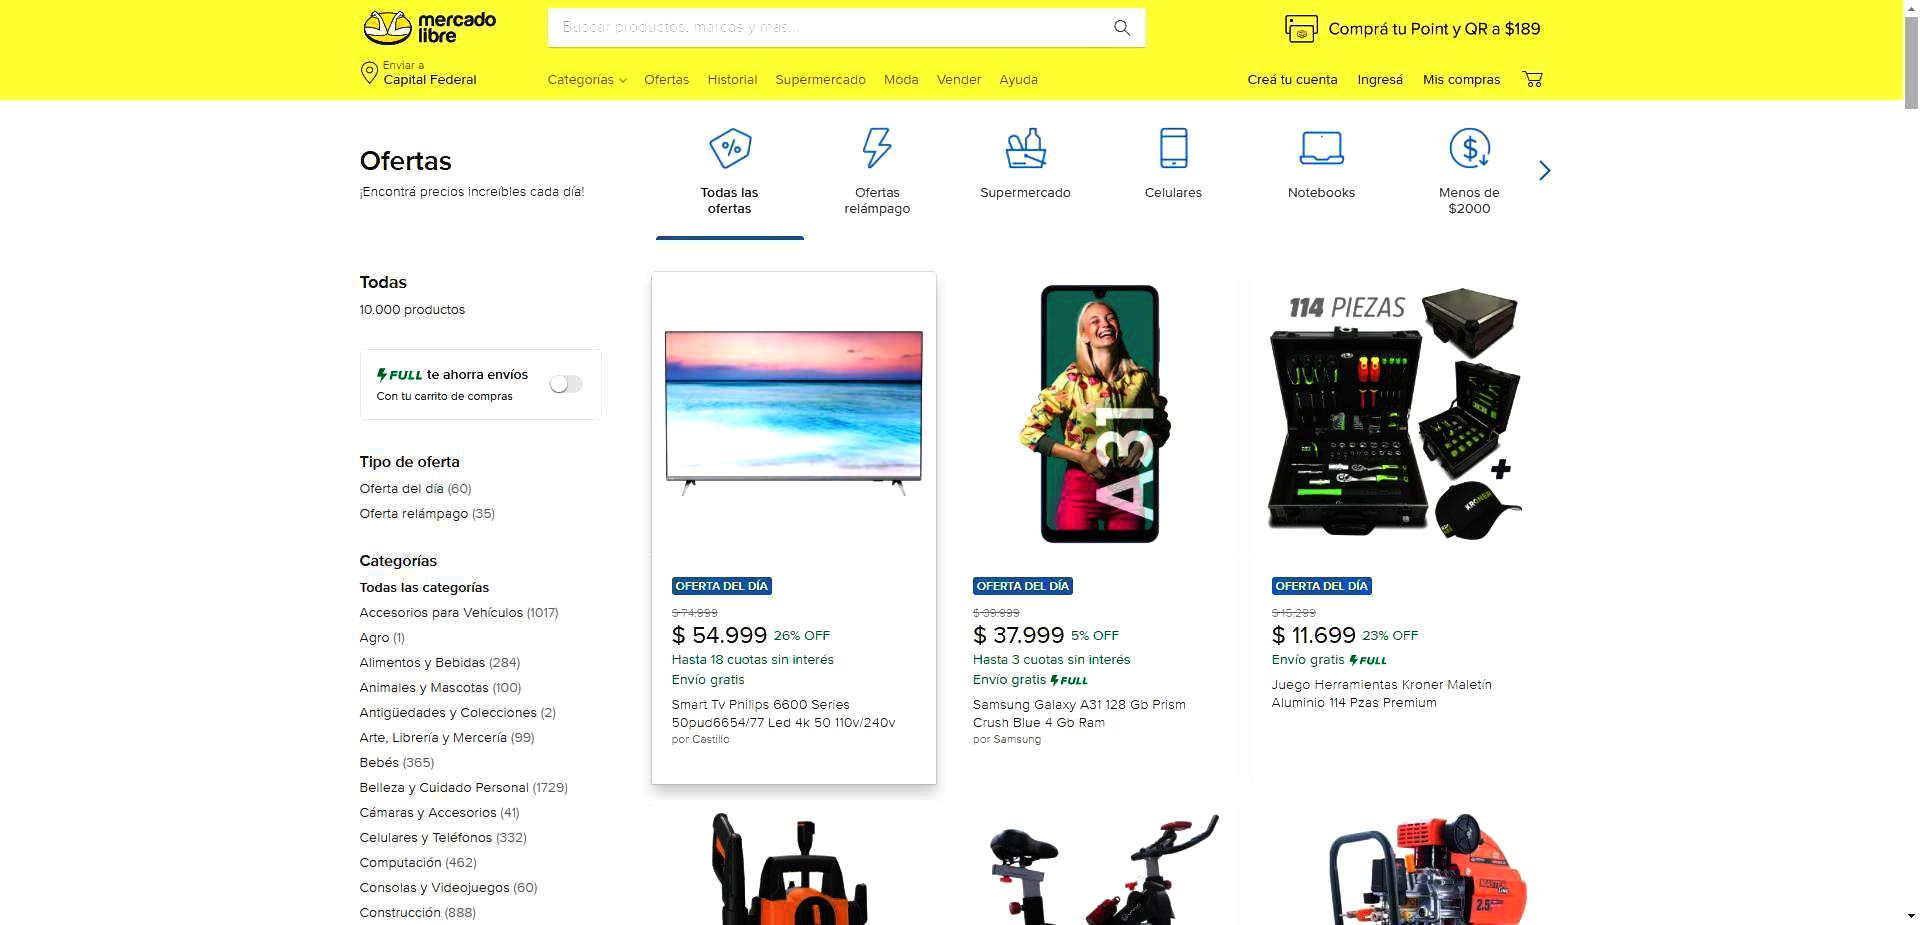 mercado
libre
Buscar productos, marcas y más...
Comprá tu Point y QR a $189
Enviar a
Capital Federal
Categorías
Ofertas
Historial
Supermercado
Moda
Vender
Ayuda
Creá tu cuenta
Ingresá
Mis compras
Ofertas
¡Encontrá precios increíbles cada día!
Todas las
ofertas
Ofertas
relámpago
Supermercado
Celulares
Notebooks
Menos de
$2000
Todas
10.000 productos
FULL te ahorra envíos
Con tu carrito de compras
Tipo de oferta
Oferta del día (60)
Oferta relámpago (35)
Categorías
Todas las categorías
Accesorios para Vehículos (1017)
Agro (1)
Alimentos y Bebidas (284)
Animales y Mascotas (100)
Antigüedades y Colecciones (2)
Arte, Librería y Mercería (99)
Bebés (365)
Belleza y Cuidado Personal (1729)
Cámaras y Accesorios (41)
Celulares y Teléfonos (332)
Computación (462)
Consolas y Videojuegos (60)
Construcción (888)
OFERTA DEL DÍA
$ 74.999
$ 54.999 26% OFF
Hasta 18 cuotas sin interés
Envío gratis
Smart Tv Philips 6600 Series
50pud6654/77 Led 4k 50 110v/240v
por Castillo
A31
OFERTA DEL DÍA
$ 39.999
$ 37.999 5% OFF
Hasta 3 cuotas sin interés
Envío gratis FULL
Samsung Galaxy A31 128 Gb Prism
Crush Blue 4 Gb Ram
por Samsung
114 PIEZAS
KRONER
OFERTA DEL DÍA
$ 15.299
$ 11.699 23% OFF
Envío gratis FULL
Juego Herramientas Kroner Maletín
Aluminio 114 Pzas Premium
2.5